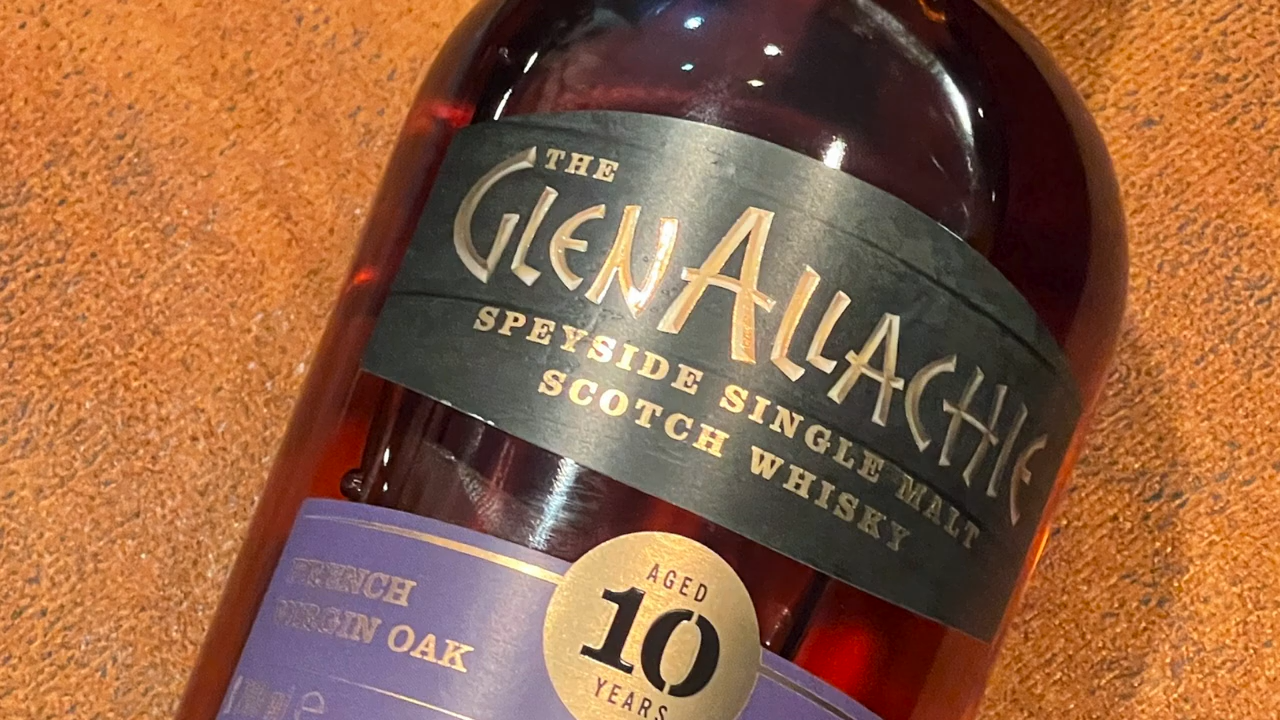 THE
GLENALLACHIE
SPEYSIDE SINGLE MALT
SCOTCH WHISKY
FRENCH
VIRGIN OAK
AGED
10
YEARS